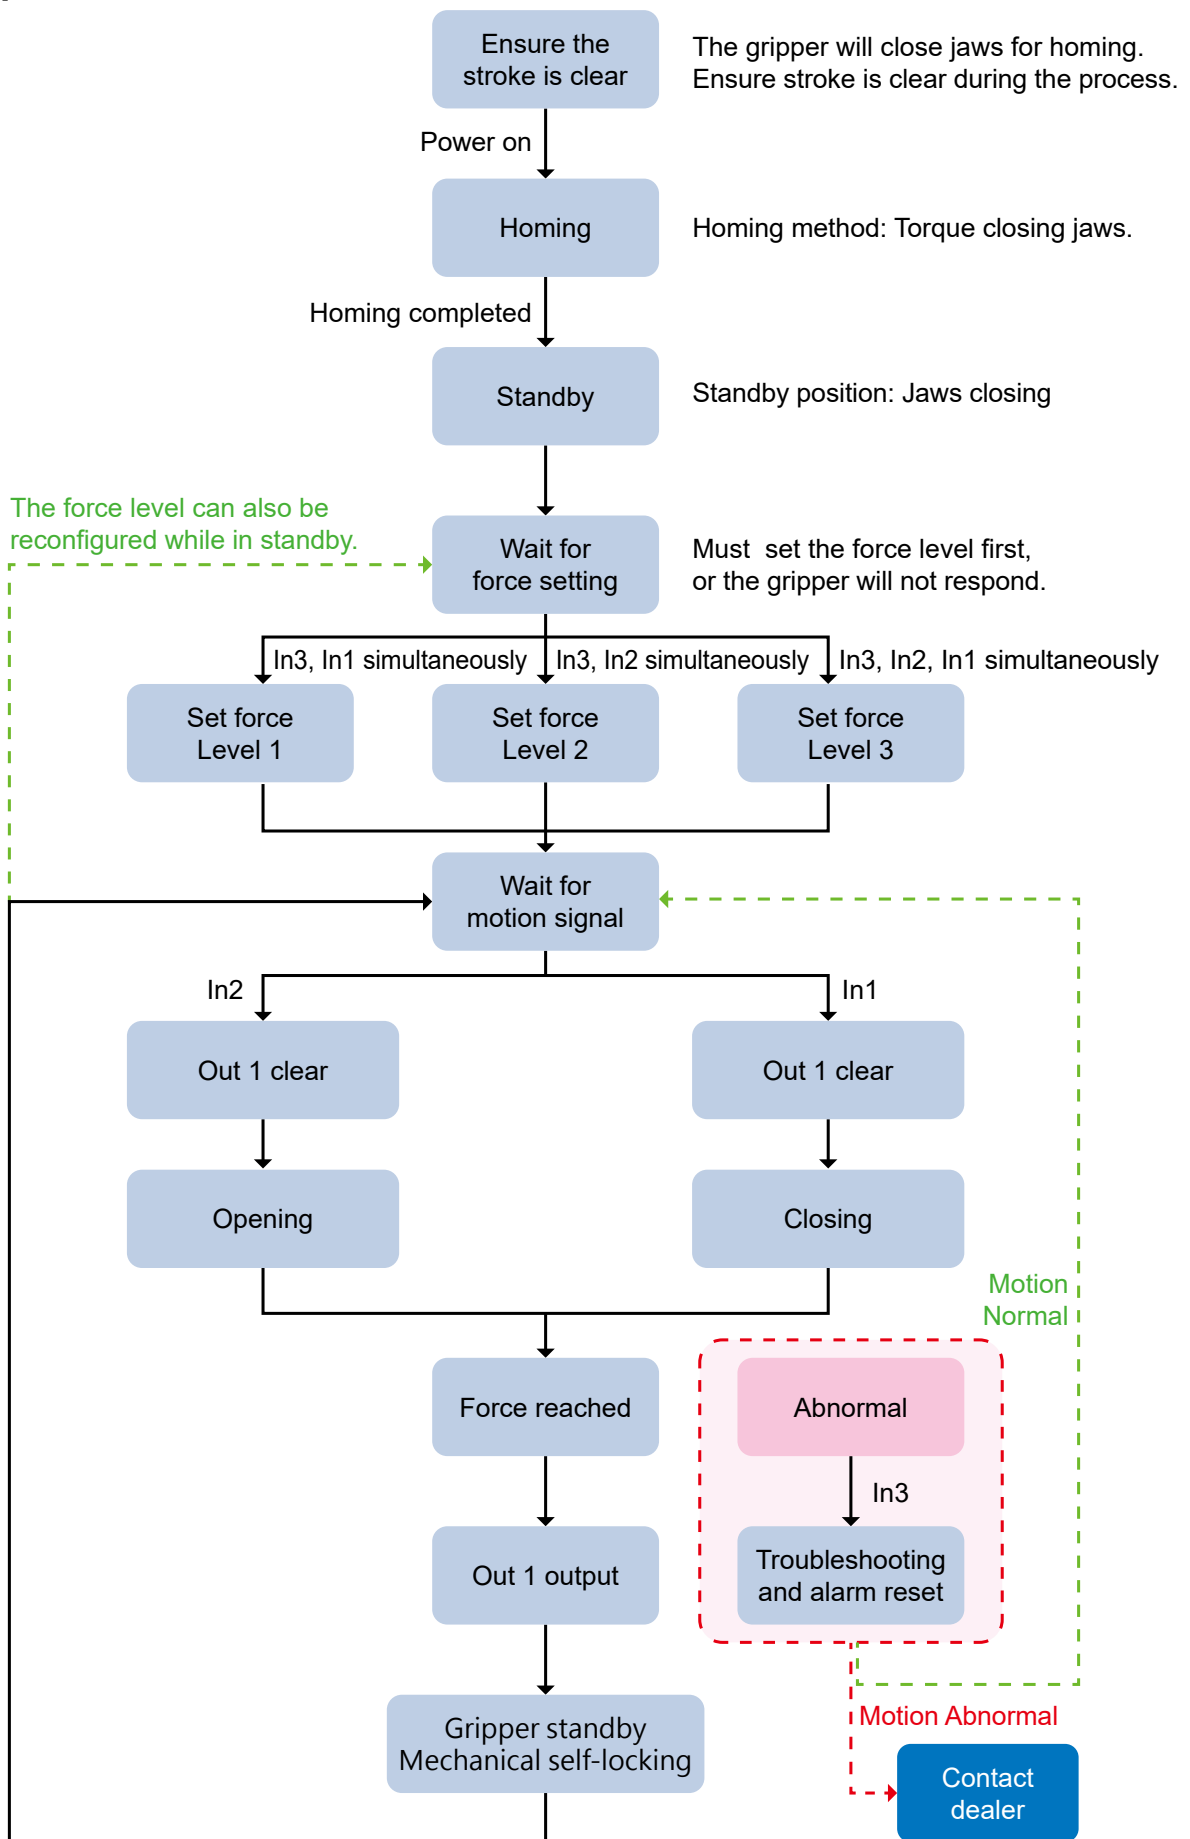 Ensure the
stroke is clear
The gripper will close jaws for homing.
Ensure stroke is clear during the process.
Power on
Homing
Homing method: Torque closing jaws.
Homing completed
Standby
Standby position: Jaws closing
The force level can also be
reconfigured while in standby.
Wait for
force setting
Must set the force level first,
or the gripper will not respond.
In3, In1 simultaneously
In3, In2 simultaneously
In3, In2, In1 simultaneously
Set force
Level 1
Set force
Level 2
Set force
Level 3
Wait for
motion signal
In2
In1
Out 1 clear
Out 1 clear
Opening
Closing
Motion
Normal
Force reached
Abnormal
In3
Out 1 output
Troubleshooting
and alarm reset
Gripper standby
Mechanical self-locking
Motion Abnormal
Contact
dealer